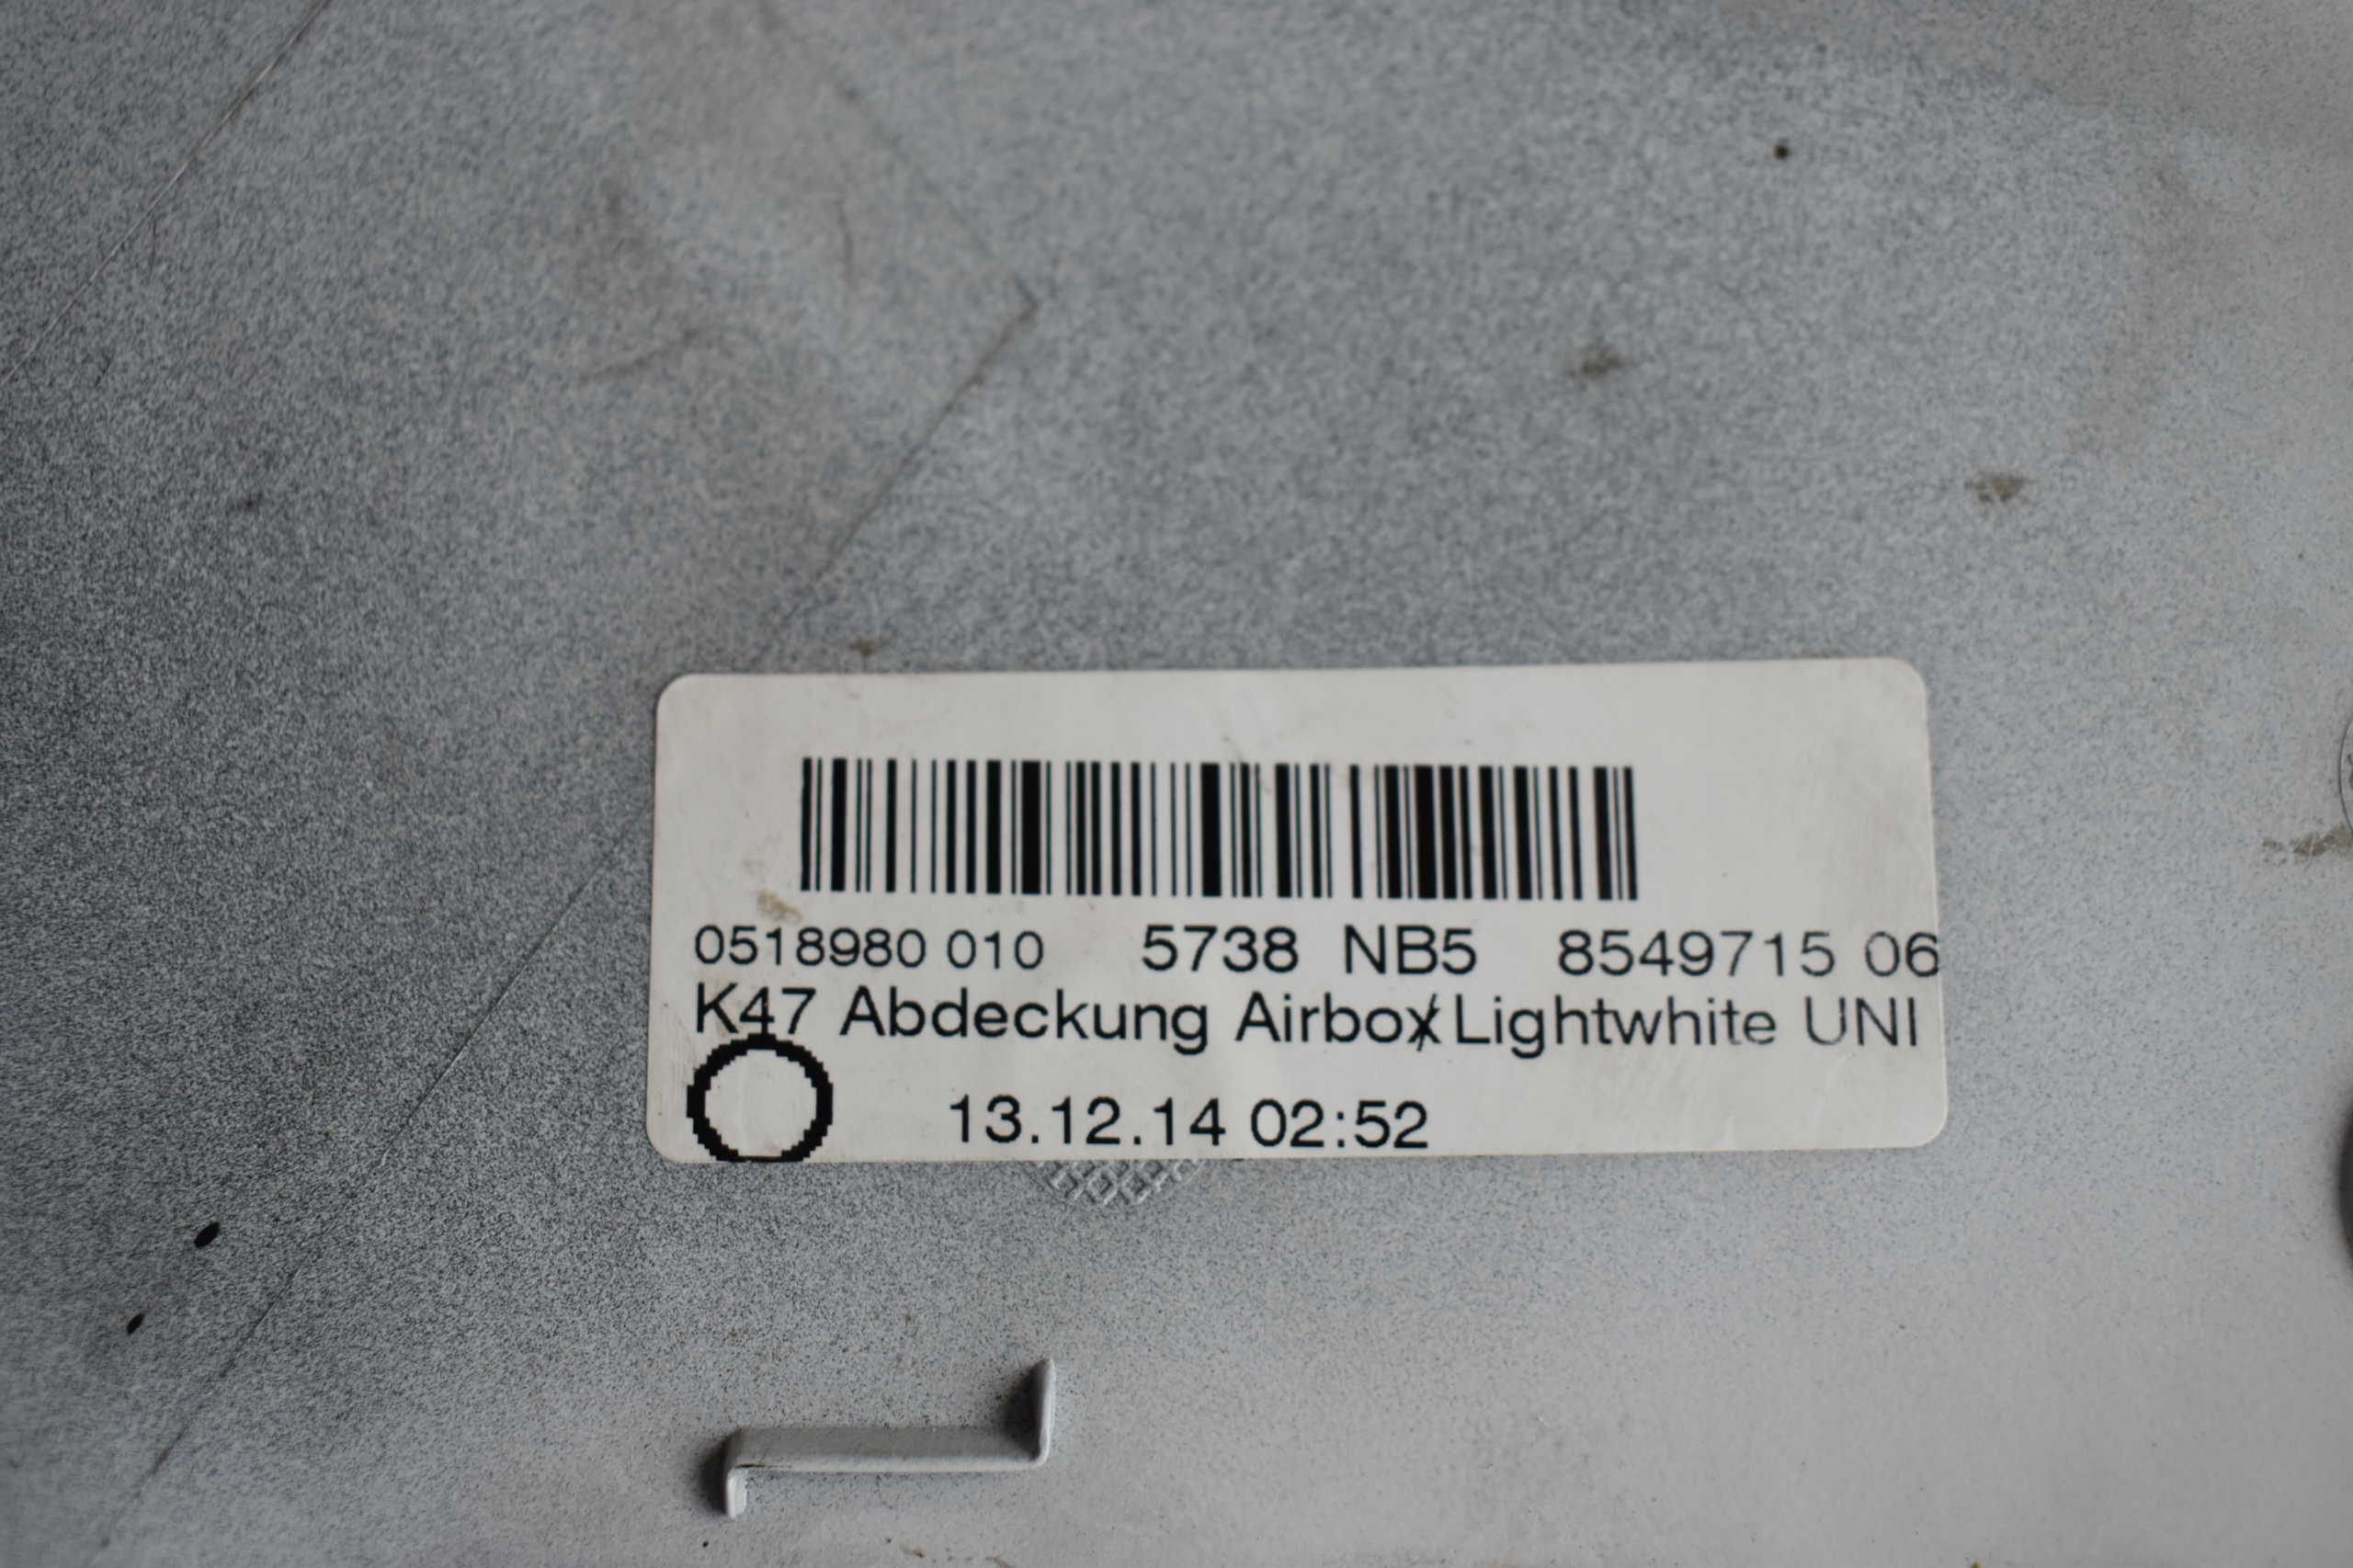 0518980 010 5738 NB5 8549715 06
K47 Abdeckung Airbox/Lightwhite UNI
13.12.14 02:52